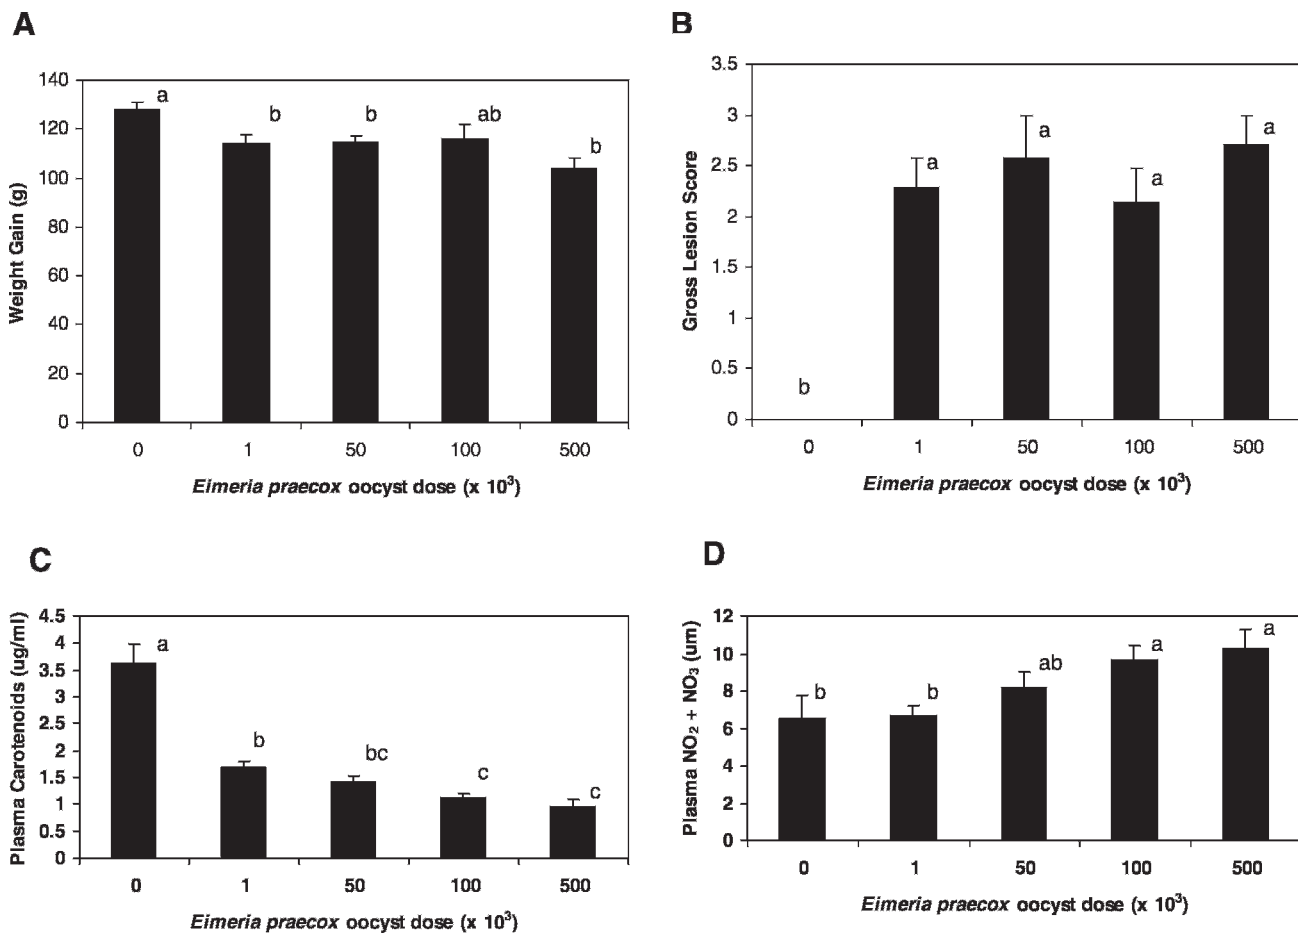 A
140
120
100
80
60
40
20
0
Weight Gain (g)
a
b
b
ab
b
0 1 50 100 500
Eimeria praecox oocyst dose (x 10³)
B
3.5
3
2.5
2
1.5
1
0.5
0
Gross Lesion Score
b
a
a
a
a
0 1 50 100 500
Eimeria praecox oocyst dose (x 10³)
C
4.5
4
3.5
3
2.5
2
1.5
1
0.5
0
Plasma Carotenoids (ug/ml)
a
b
bc
c
c
0 1 50 100 500
Eimeria praecox oocyst dose (x 10³)
D
12
10
8
6
4
2
0
Plasma NO₂ + NO₃ (um)
b
b
ab
a
a
0 1 50 100 500
Eimeria praecox oocyst dose (x 10³)